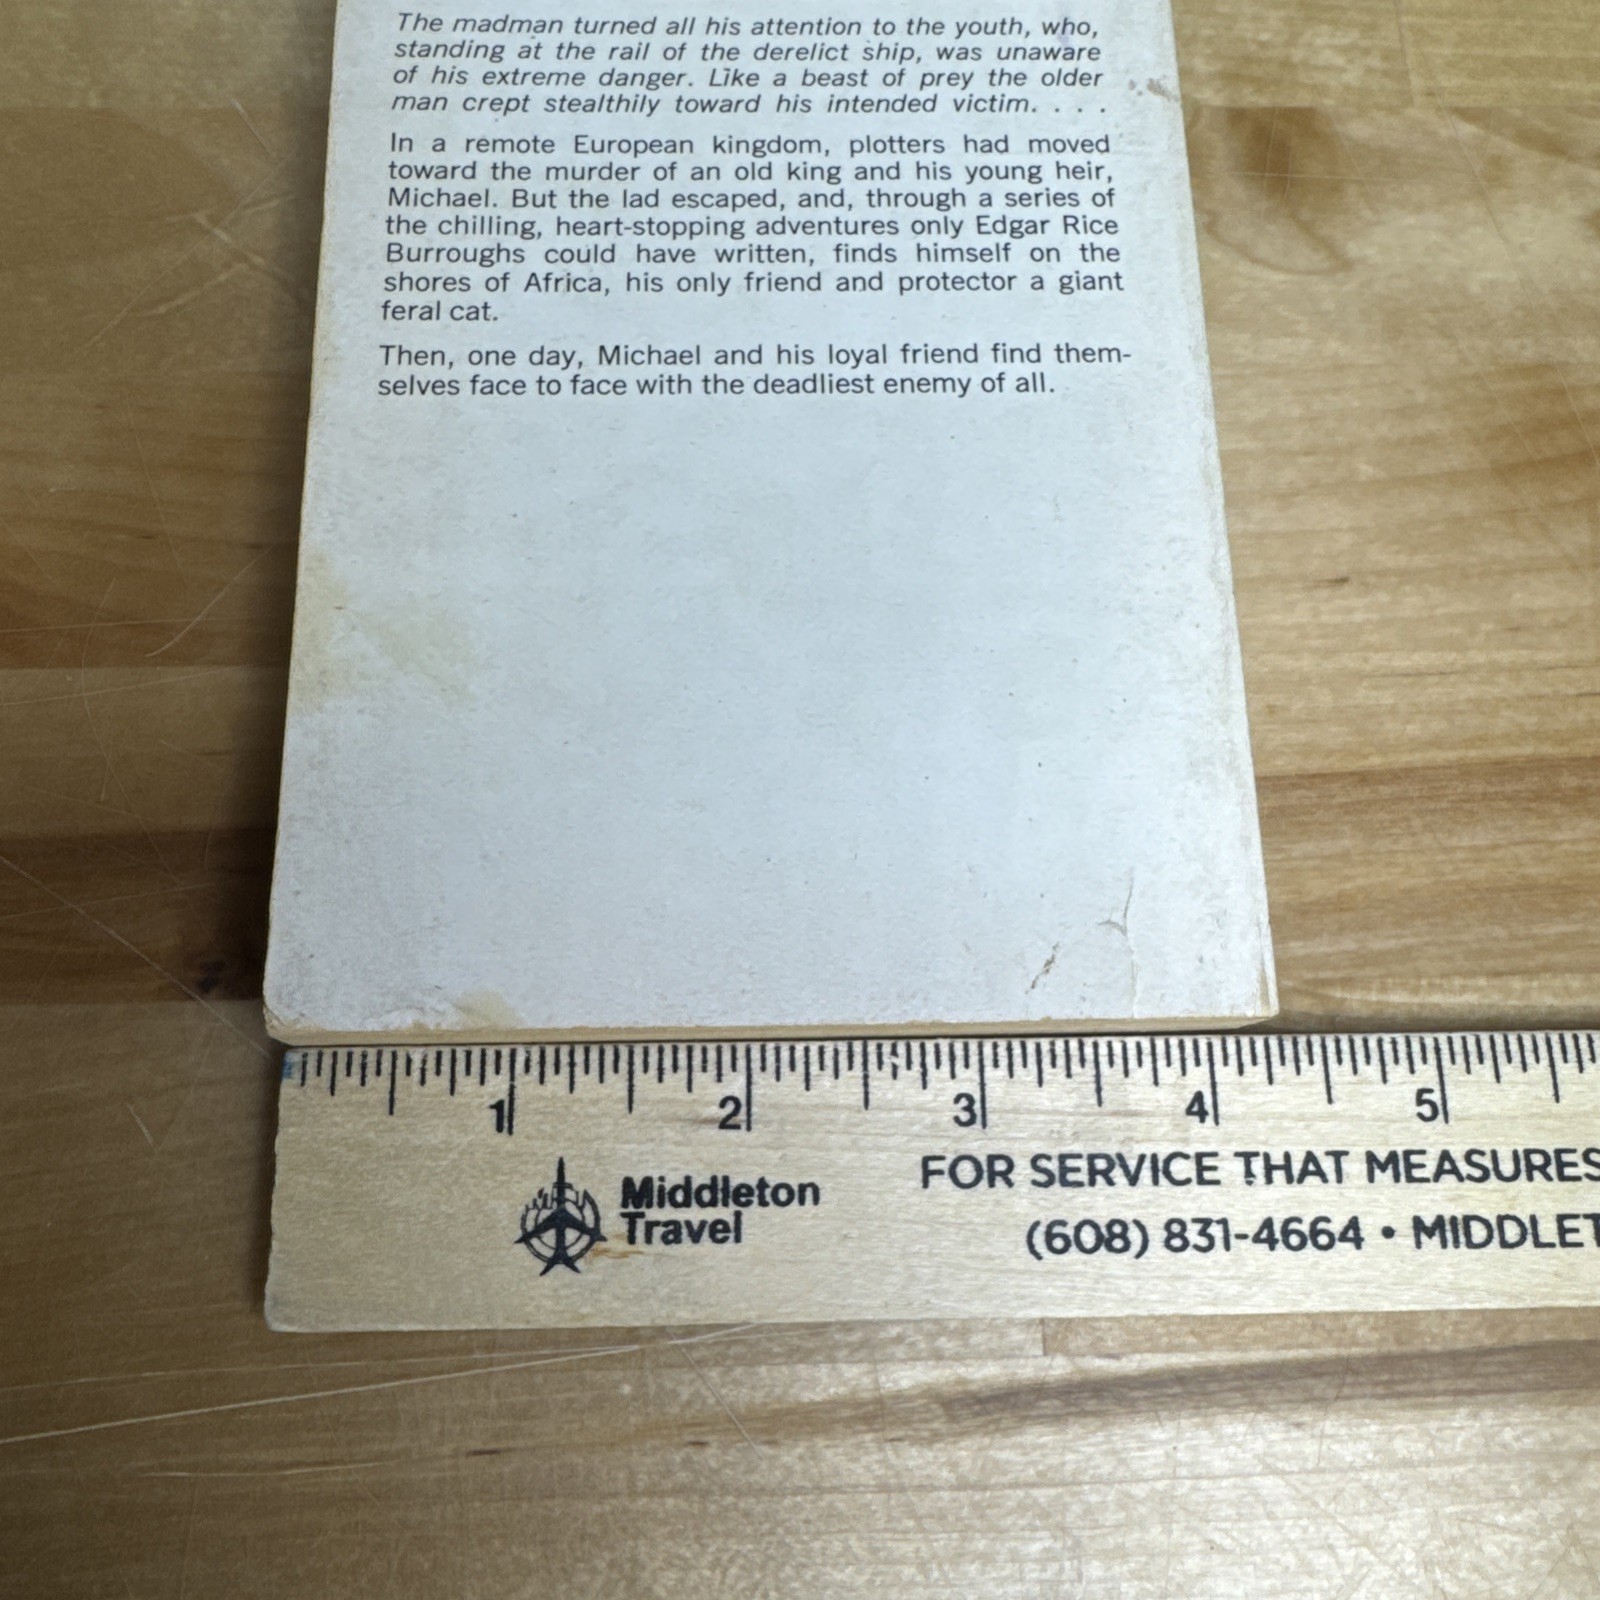 The madman turned all his attention to the youth, who,
standing at the rail of the derelict ship, was unaware
of his extreme danger. Like a beast of prey the older
man crept stealthily toward his intended victim. . . .
In a remote European kingdom, plotters had moved
toward the murder of an old king and his young heir,
Michael. But the lad escaped, and, through a series of
the chilling, heart-stopping adventures only Edgar Rice
Burroughs could have written, finds himself on the
shores of Africa, his only friend and protector a giant
feral cat.
Then, one day, Michael and his loyal friend find them-
selves face to face with the deadliest enemy of all.
1 2 3 4 5
Middleton
Travel
FOR SERVICE THAT MEASURES
(608) 831-4664 • MIDDLET